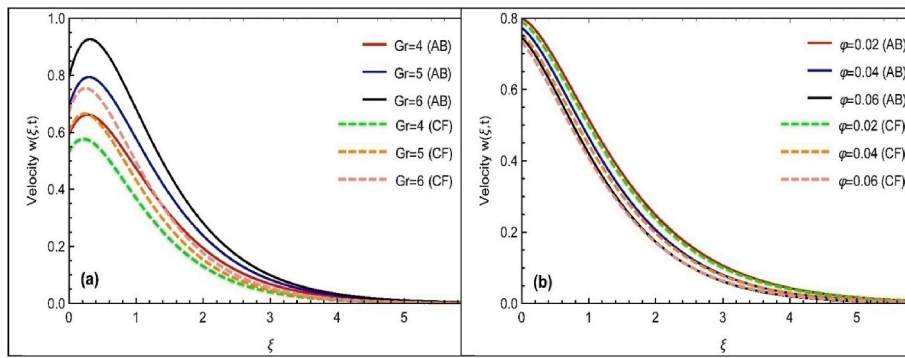 1.0
0.8
0.6
0.4
0.2
0.0
Velocity w(ξ,t)
Gr=4 (AB)
Gr=5 (AB)
Gr=6 (AB)
Gr=4 (CF)
Gr=5 (CF)
Gr=6 (CF)
(a)
0 1 2 3 4 5
ξ
0.8
0.6
0.4
0.2
0.0
Velocity w(ξ,t)
φ=0.02 (AB)
φ=0.04 (AB)
φ=0.06 (AB)
φ=0.02 (CF)
φ=0.04 (CF)
φ=0.06 (CF)
(b)
0 1 2 3 4 5
ξ